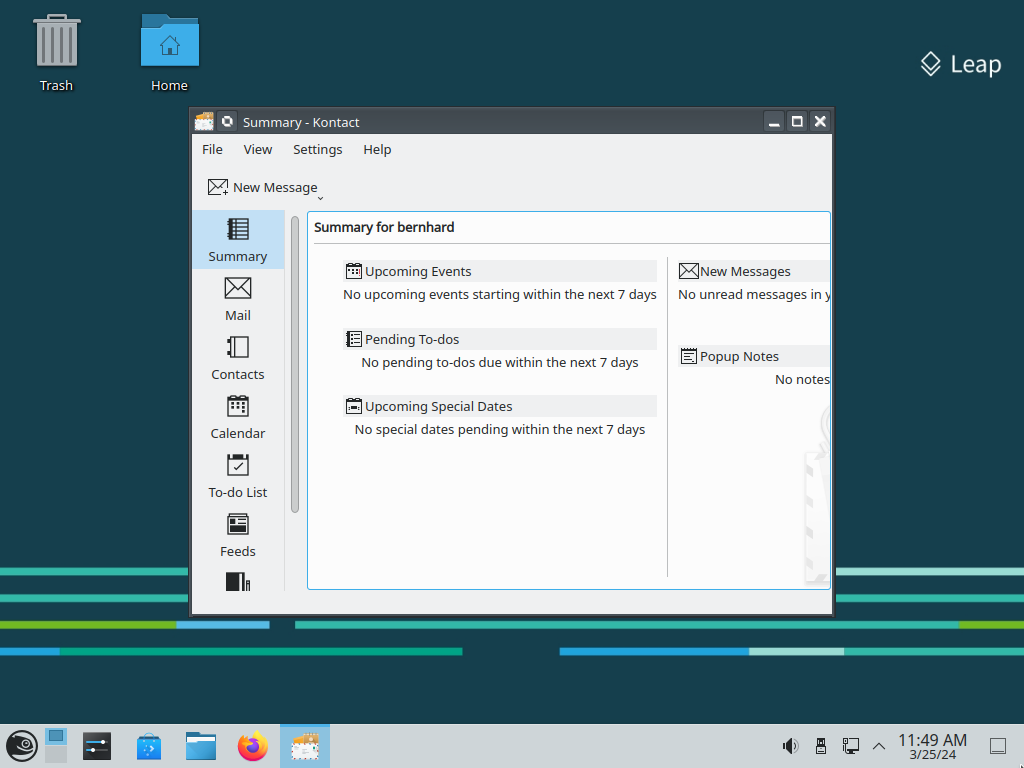 Trash
Home
Leap
Summary - Kontact
File View Settings Help
New Message
Summary
Mail
Contacts
Calendar
To-do List
Feeds
Summary for bernhard
Upcoming Events
No upcoming events starting within the next 7 days
Pending To-dos
No pending to-dos due within the next 7 days
Upcoming Special Dates
No special dates pending within the next 7 days
New Messages
No unread messages in y
Popup Notes
No notes
11:49 AM
3/25/24